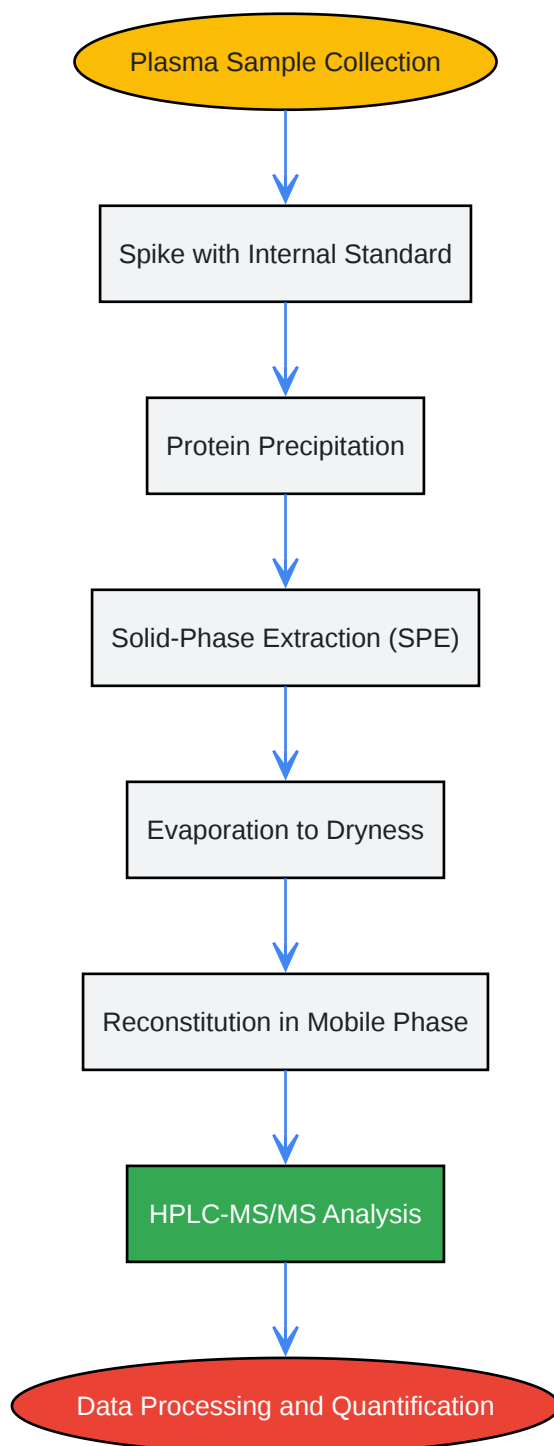 Plasma Sample Collection
Spike with Internal Standard
Protein Precipitation
Solid-Phase Extraction (SPE)
Evaporation to Dryness
Reconstitution in Mobile Phase
HPLC-MS/MS Analysis
Data Processing and Quantification